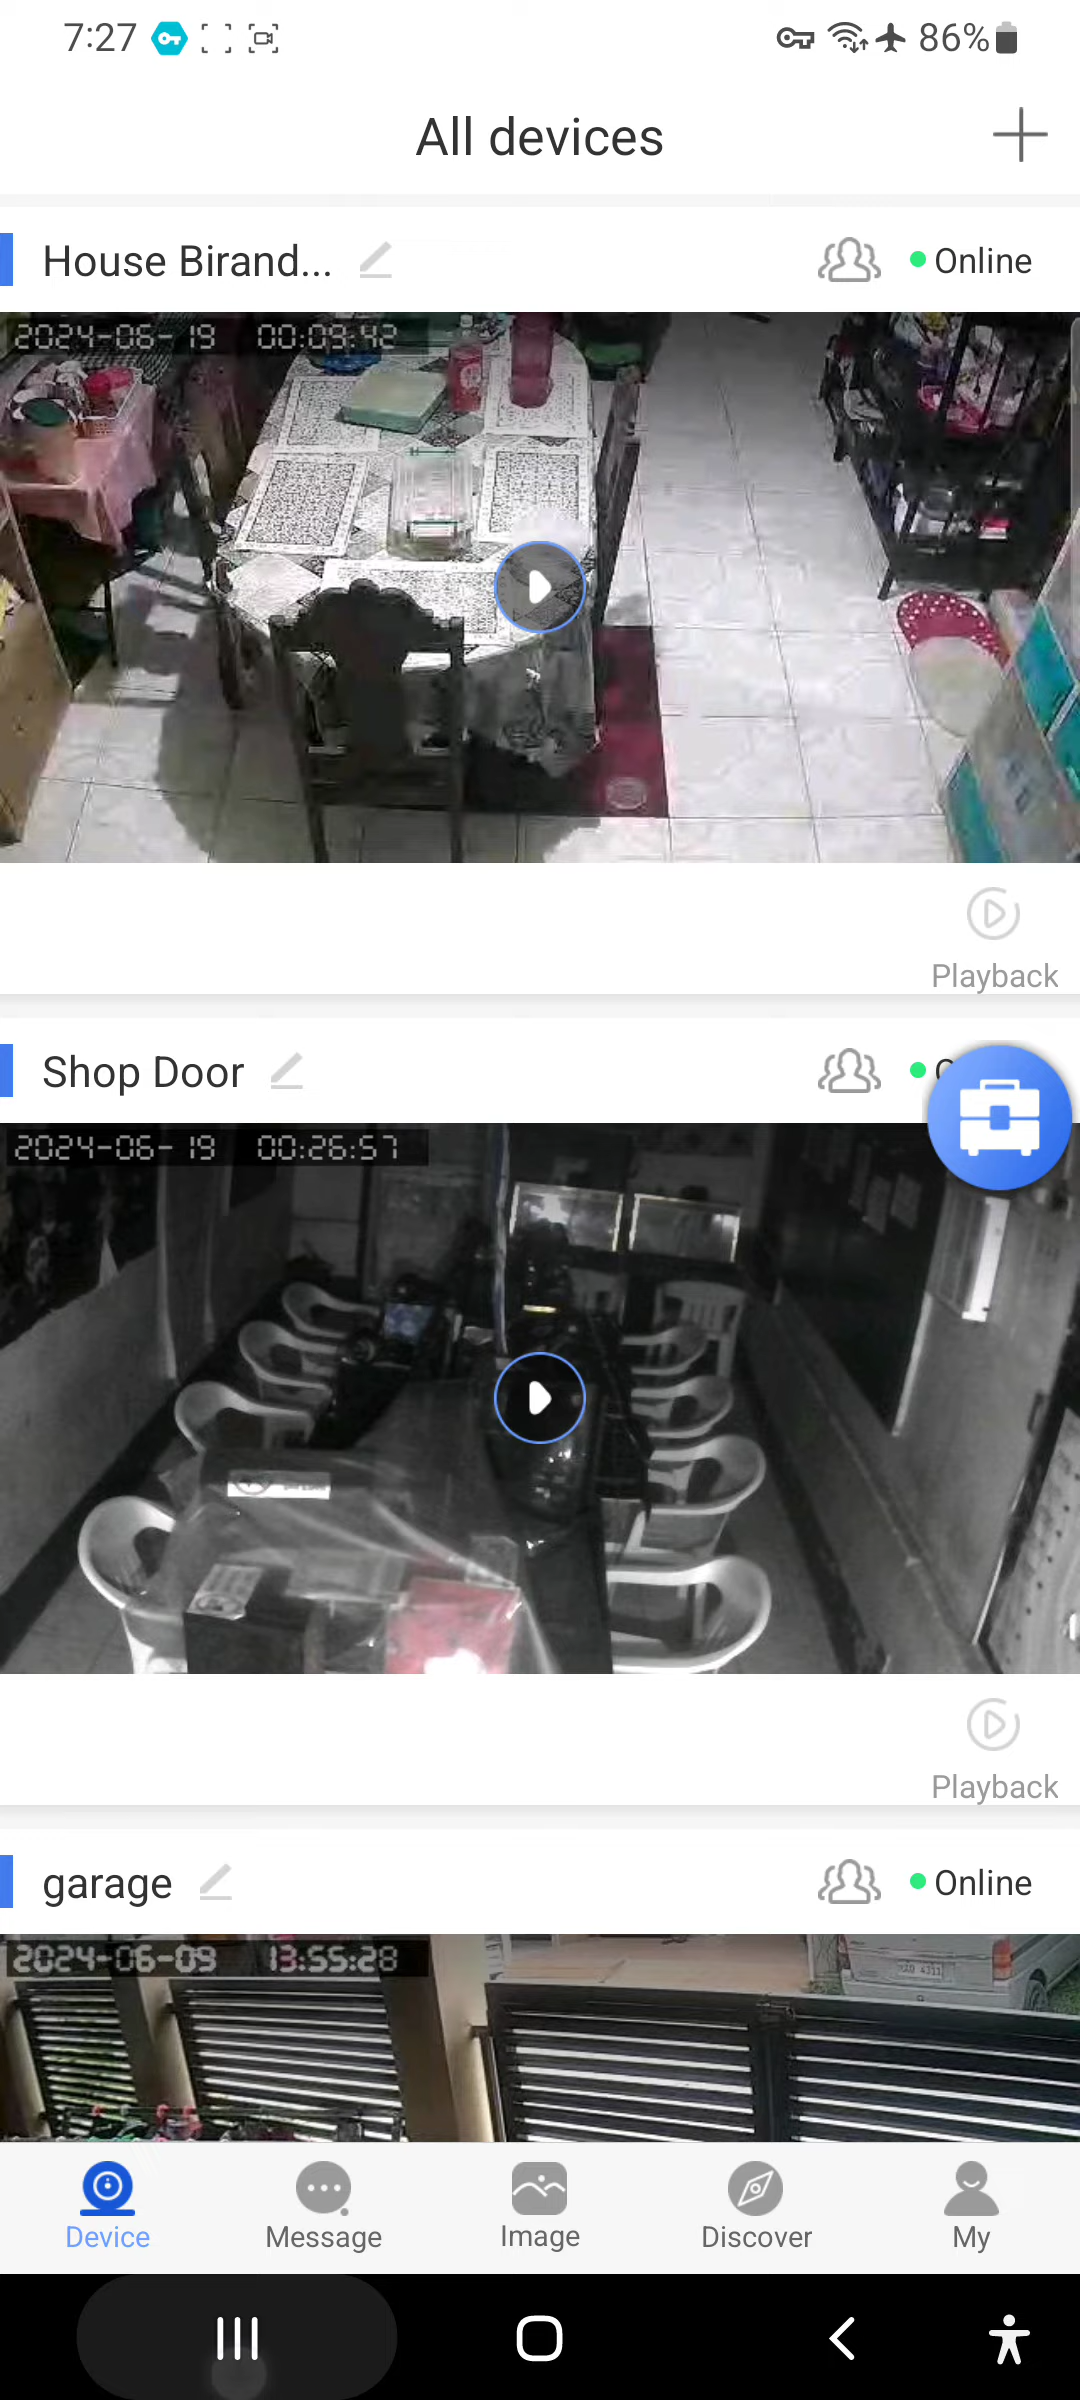 7:27 86%
All devices
House Birand... Online
2024-06-19 00:09:42
Playback
Shop Door
2024-06-19 00:26:57
Playback
garage Online
2024-06-09 13:55:28
Device Message Image Discover My